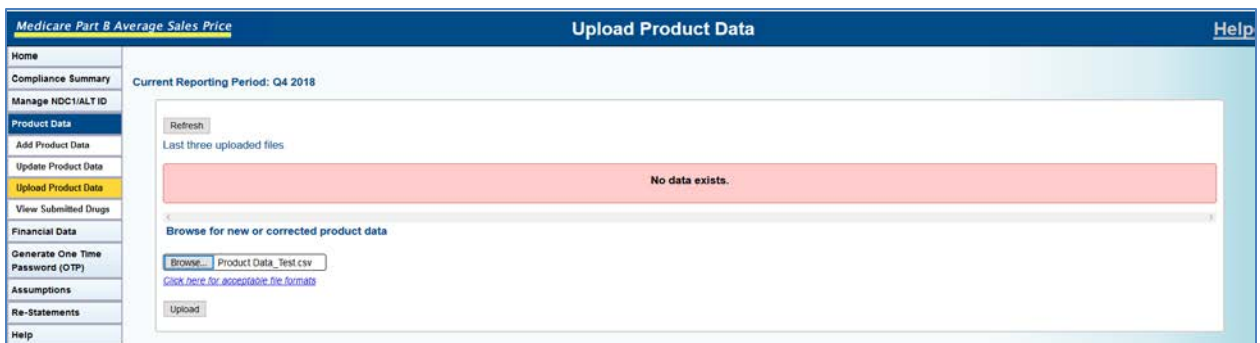 Medicare Part B Average Sales Price
Upload Product Data
Help
Home
Compliance Summary
Manage NDC1/ALT ID
Product Data
Add Product Data
Update Product Data
Upload Product Data
View Submitted Drugs
Financial Data
Generate One Time
Password (OTP)
Assumptions
Re-Statements
Help
Current Reporting Period: Q4 2018
Refresh
Last three uploaded files
No data exists.
Browse for new or corrected product data
Browse... Product Data_Test.csv
Click here for acceptable file formats
Upload